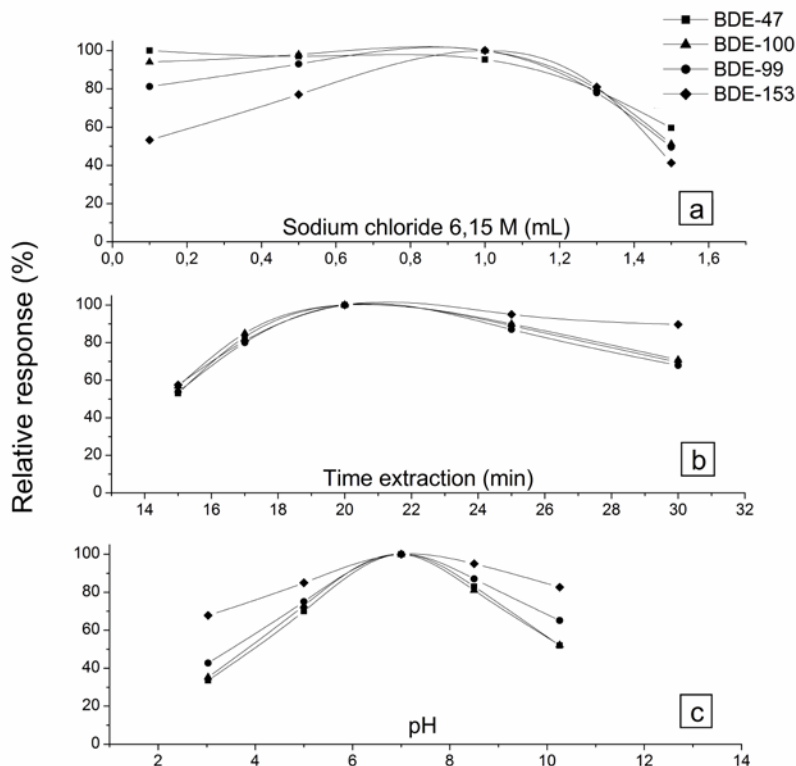 BDE-47
BDE-100
BDE-99
BDE-153
Relative response (%)
100
80
60
40
20
0
a
Sodium chloride 6,15 M (mL)
0,0 0,2 0,4 0,6 0,8 1,0 1,2 1,4 1,6
100
80
60
40
20
0
b
Time extraction (min)
14 16 18 20 22 24 26 28 30 32
100
80
60
40
20
0
c
pH
2 4 6 8 10 12 14